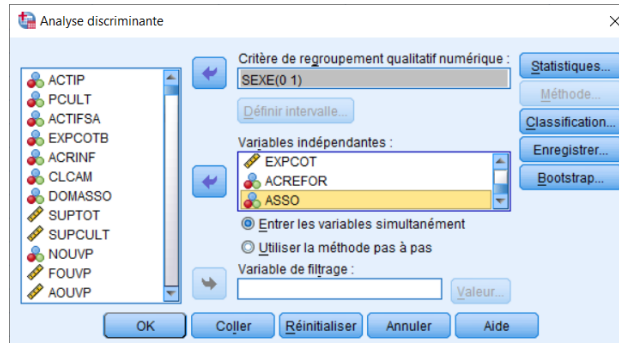 Analyse discriminante
ACTIP
PCULT
ACTIFSA
EXPCOTB
ACRINF
CLCAM
DOMASSO
SUPTOT
SUPCULT
NOUVP
FOUVP
AOUVP
Critère de regroupement qualitatif numérique :
SEXE(0 1)
Définir intervalle...
Variables indépendantes :
EXPCOT
ACREFOR
ASSO
Entrer les variables simultanément
Utiliser la méthode pas à pas
Variable de filtrage :
Valeur...
Statistiques...
Méthode...
Classification...
Enregistrer...
Bootstrap...
OK
Coller
Réinitialiser
Annuler
Aide